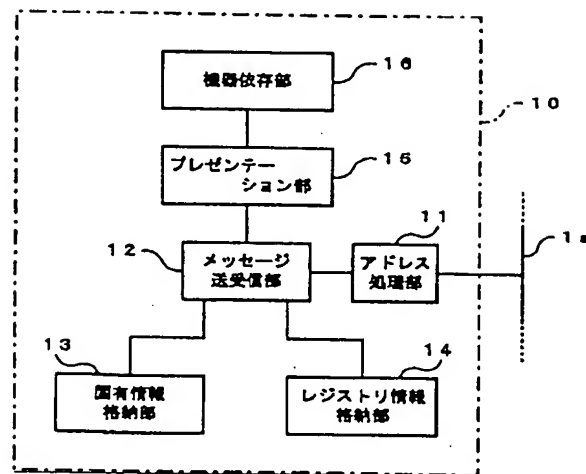 16
機器依存部
10
15
プレゼンテー
ション部
11
12
メッセージ
送受信部
アドレス
処理部
1a
13
14
固有情報
格納部
レジストリ情報
格納部